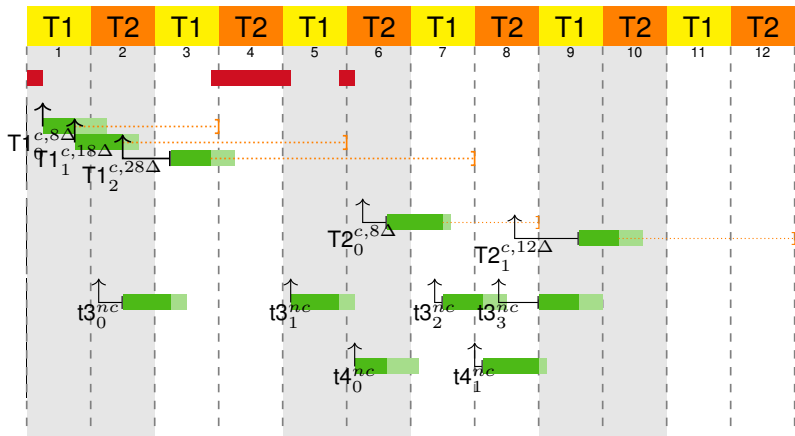 T1 T2 T1 T2 T1 T2 T1 T2 T1 T2 T1 T2
1 2 3 4 5 6 7 8 9 10 11 12
T1_0^{c,8Δ}
T1_1^{c,18Δ}
T1_2^{c,28Δ}
T2_0^{c,8Δ}
T2_1^{c,12Δ}
t3_0^{nc} t3_1^{nc} t3_2^{nc} t3_3^{nc}
t4_0^{nc} t4_1^{nc}